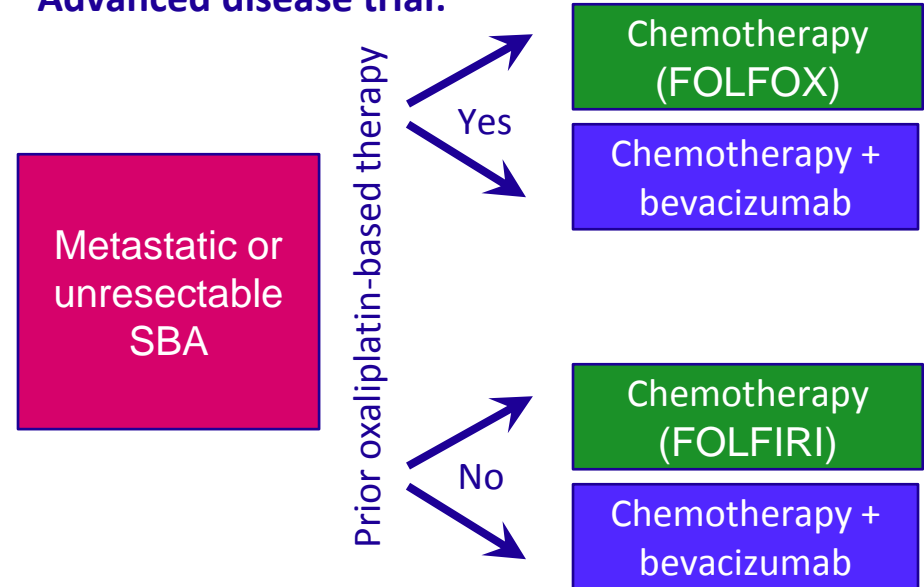 Advanced disease trial:
Metastatic or
unresectable
SBA
Prior oxaliplatin-based therapy
Yes
Chemotherapy
(FOLFOX)
Chemotherapy +
bevacizumab
No
Chemotherapy
(FOLFIRI)
Chemotherapy +
bevacizumab